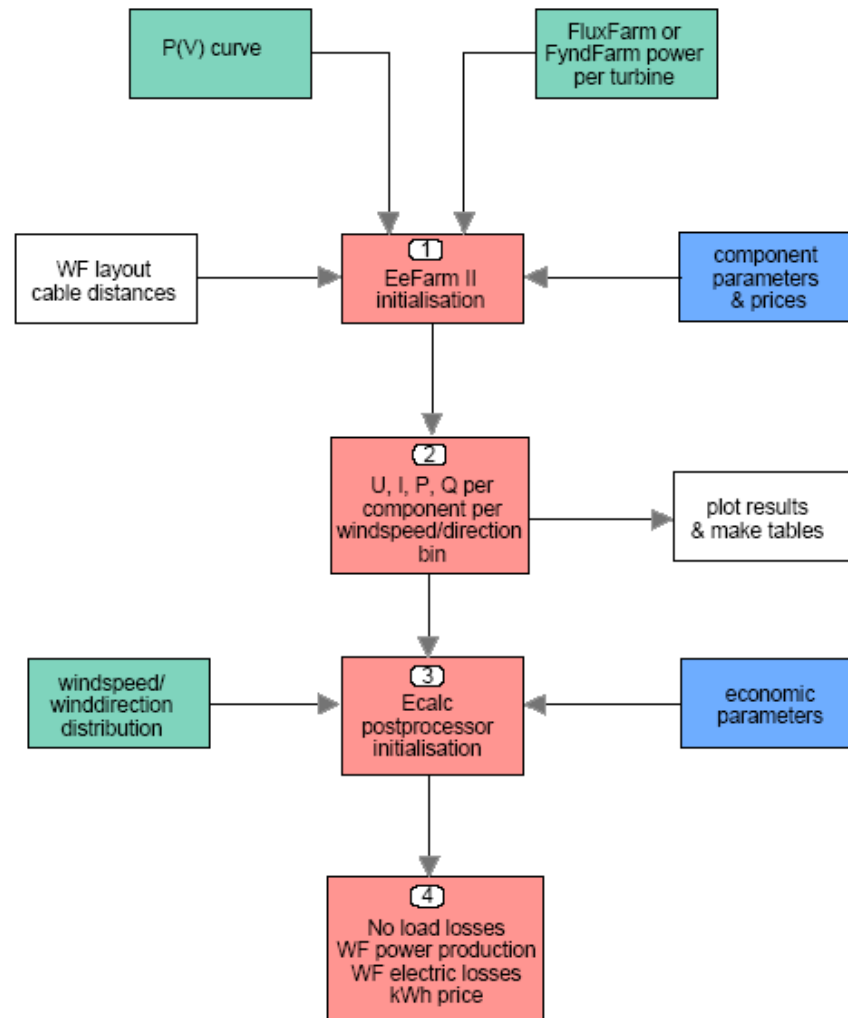 P(V) curve
FluxFarm or
FyndFarm power
per turbine
WF layout
cable distances
1
EeFarm II
initialisation
component
parameters
& prices
2
U, I, P, Q per
component per
windspeed/direction
bin
plot results
& make tables
windspeed/
winddirection
distribution
3
Ecalc
postprocessor
initialisation
economic
parameters
4
No load losses
WF power production
WF electric losses
kWh price